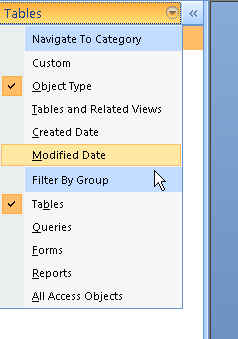 Tables
Navigate To Category
Custom
Object Type
Tables and Related Views
Created Date
Modified Date
Filter By Group
Tables
Queries
Forms
Reports
All Access Objects